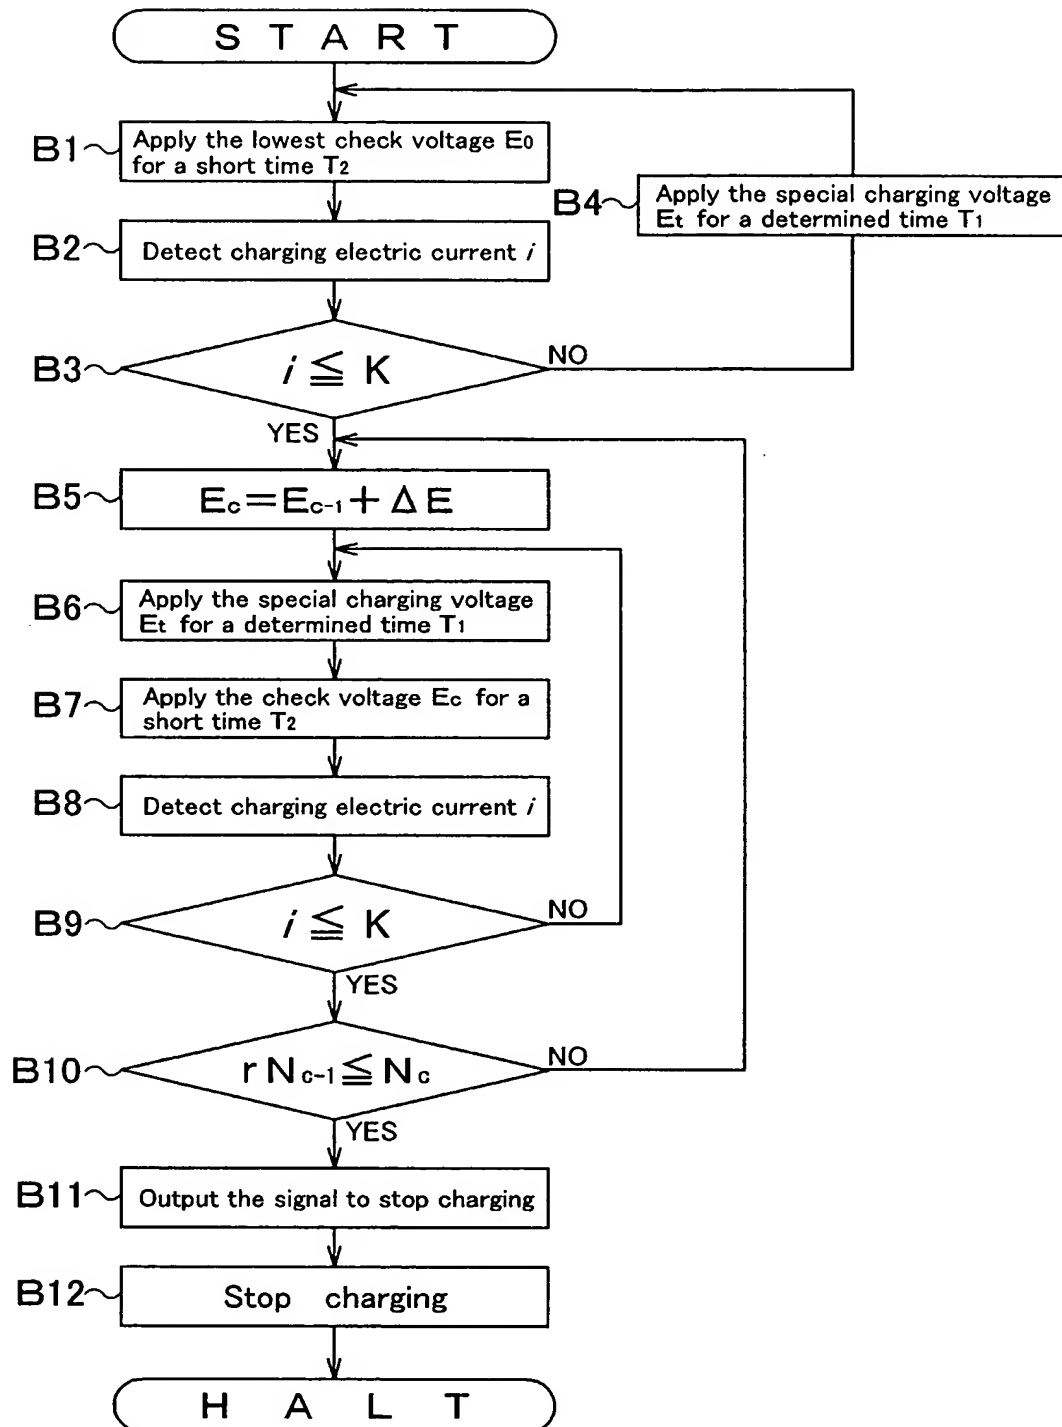 START
B1 Apply the lowest check voltage E0
for a short time T2
B4 Apply the special charging voltage
Et for a determined time T1
B2 Detect charging electric current i
B3 i ≦ K
NO
YES
B5 Ec=Ec-1+ΔE
B6 Apply the special charging voltage
Et for a determined time T1
B7 Apply the check voltage Ec for a
short time T2
B8 Detect charging electric current i
B9 i ≦ K
NO
YES
B10 rNc-1≦Nc
NO
YES
B11 Output the signal to stop charging
B12 Stop charging
HALT